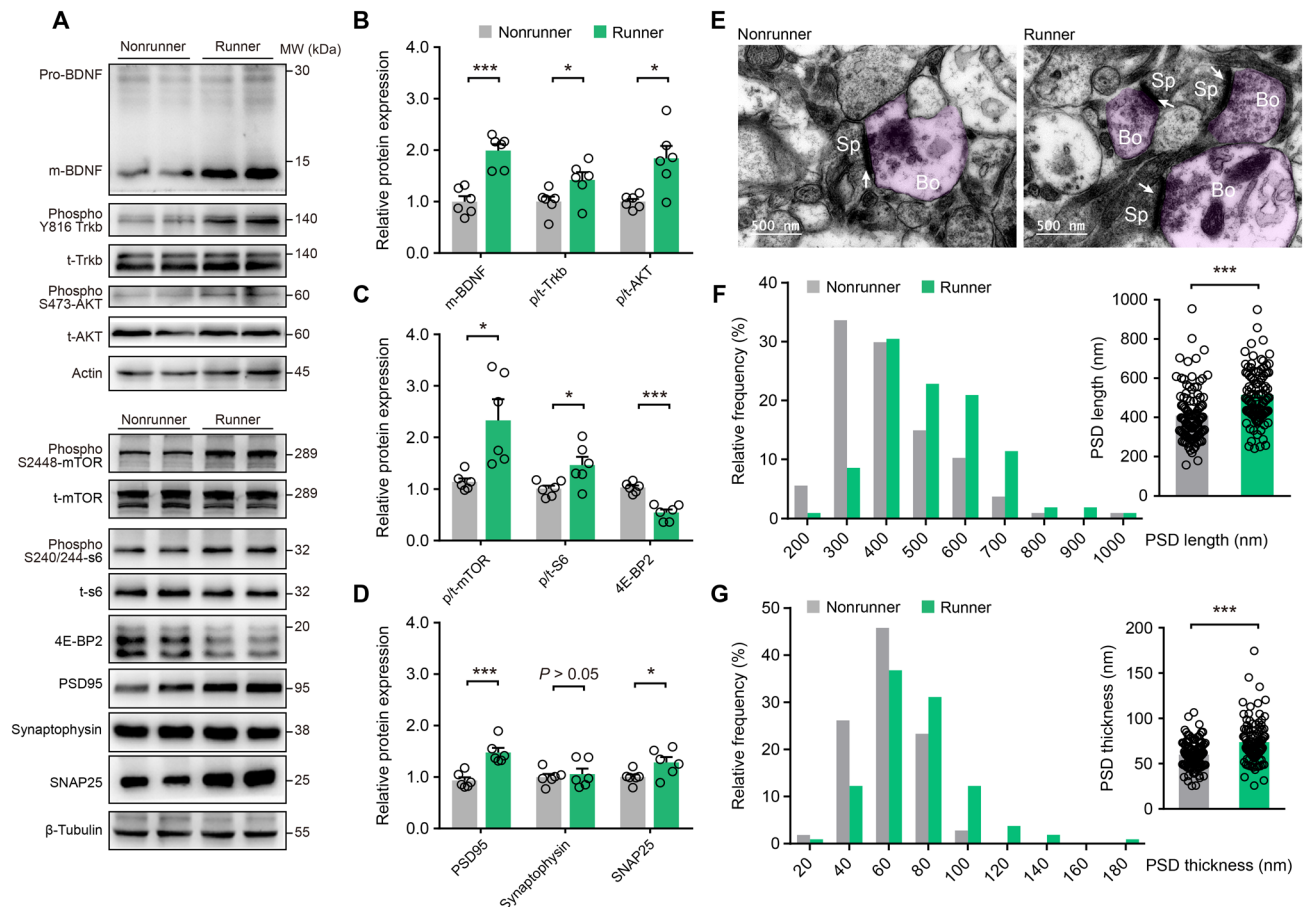 A
Nonrunner Runner MW (kDa)
Pro-BDNF
30
15
m-BDNF
Phospho
Y816 Trkb
140
t-Trkb
140
Phospho
S473-AKT
60
t-AKT
60
Actin
45
Nonrunner Runner
Phospho
S2448-mTOR
289
t-mTOR
289
Phospho
S240/244-s6
32
t-s6
32
4E-BP2
20
PSD95
95
Synaptophysin
38
SNAP25
25
β-Tubulin
55
B
Nonrunner Runner
Relative protein expression
4.0
3.0
2.0
1.0
0.0
***
*
*
m-BDNF
p/t-Trkb
p/t-AKT
C
Relative protein expression
4.0
3.0
2.0
1.0
0.0
*
*
***
p/t-mTOR
p/t-S6
4E-BP2
D
Relative protein expression
4.0
3.0
2.0
1.0
0.0
***
P > 0.05
*
PSD95
Synaptophysin
SNAP25
E
Nonrunner
Sp
Bo
500 nm
Runner
Sp
Sp
Bo
Bo
Bo
Sp
500 nm
F
Nonrunner Runner
Relative frequency (%)
40
30
20
10
0
200
300
400
500
600
700
800
900
1000
PSD length (nm)
***
PSD length (nm)
1000
800
600
400
200
0
G
Nonrunner Runner
Relative frequency (%)
50
40
30
20
10
0
20
40
60
80
100
120
140
160
180
PSD thickness (nm)
***
PSD thickness (nm)
200
150
100
50
0